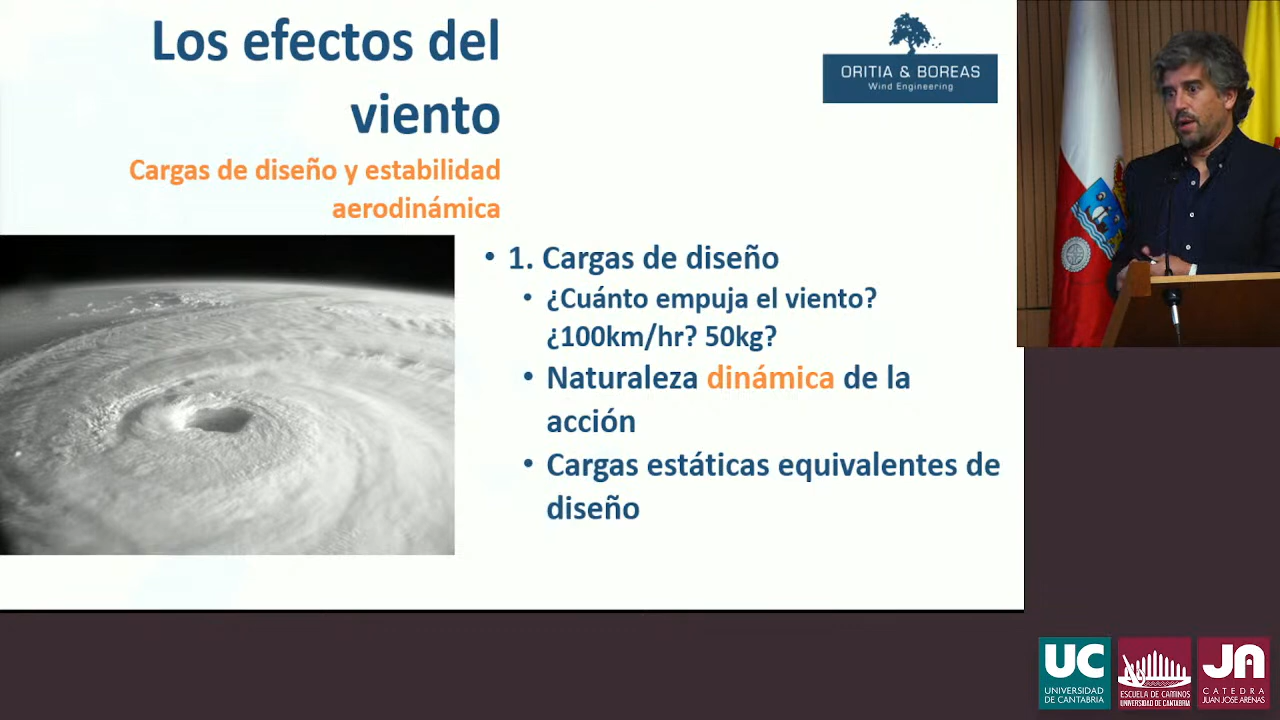 Los efectos del
viento
Cargas de diseño y estabilidad
aerodinámica
ORITIA & BOREAS
Wind Engineering
• 1. Cargas de diseño
• ¿Cuánto empuja el viento?
¿100km/hr? 50kg?
• Naturaleza dinámica de la
acción
• Cargas estáticas equivalentes de
diseño
UC
UNIVERSIDAD
DE CANTABRIA
ESCUELA DE CAMINOS
UNIVERSIDAD DE CANTABRIA
JA
CATEDRA
JUAN JOSE ARENAS